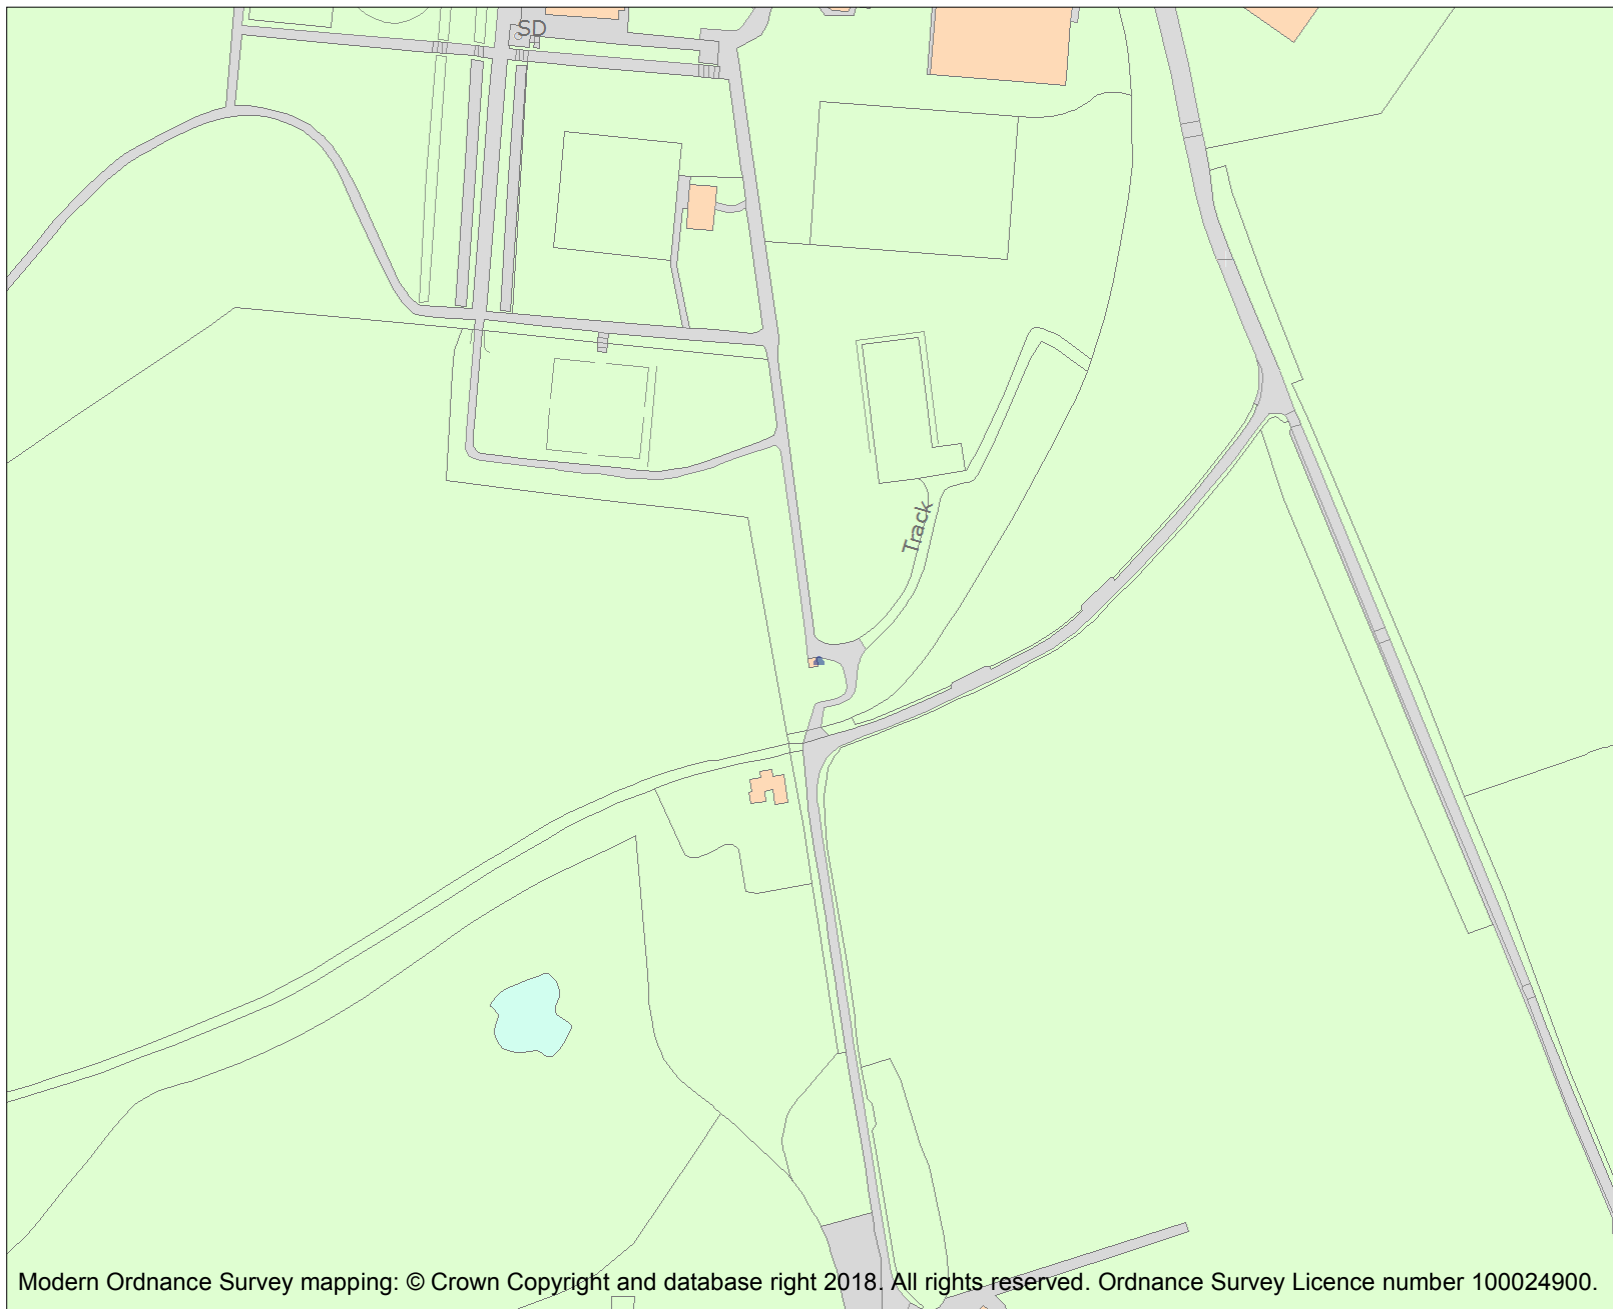 SD
Track
Modern Ordnance Survey mapping: © Crown Copyright and database right 2018. All rights reserved. Ordnance Survey Licence number 100024900.